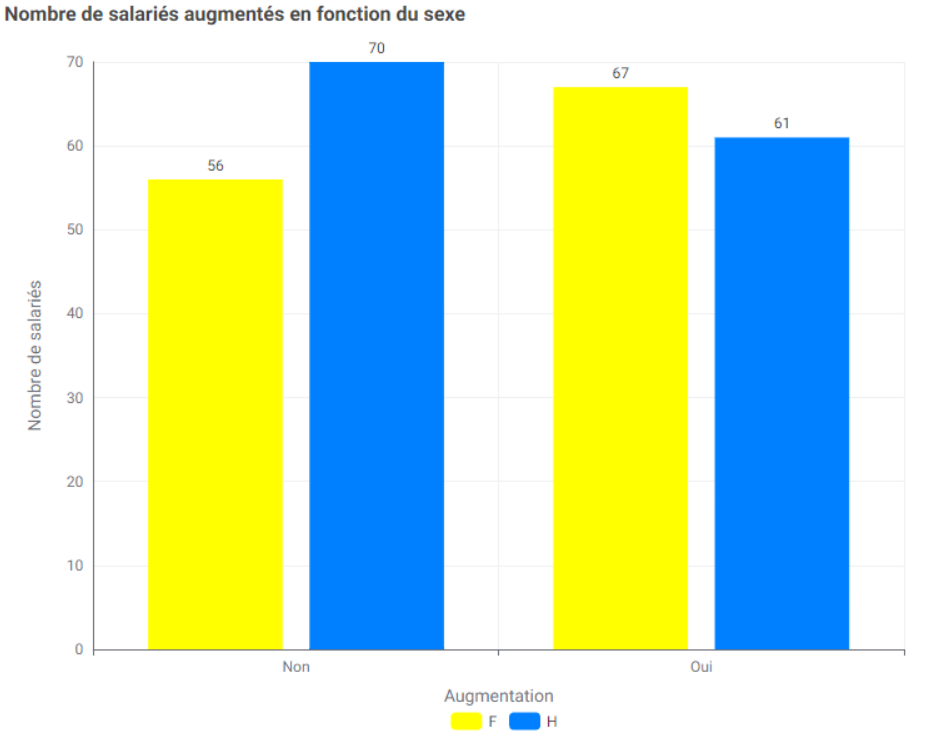 Nombre de salariés augmentés en fonction du sexe
70
70
67
61
60
56
50
40
Nombre de salariés
30
20
10
0
Non
Oui
Augmentation
F
H